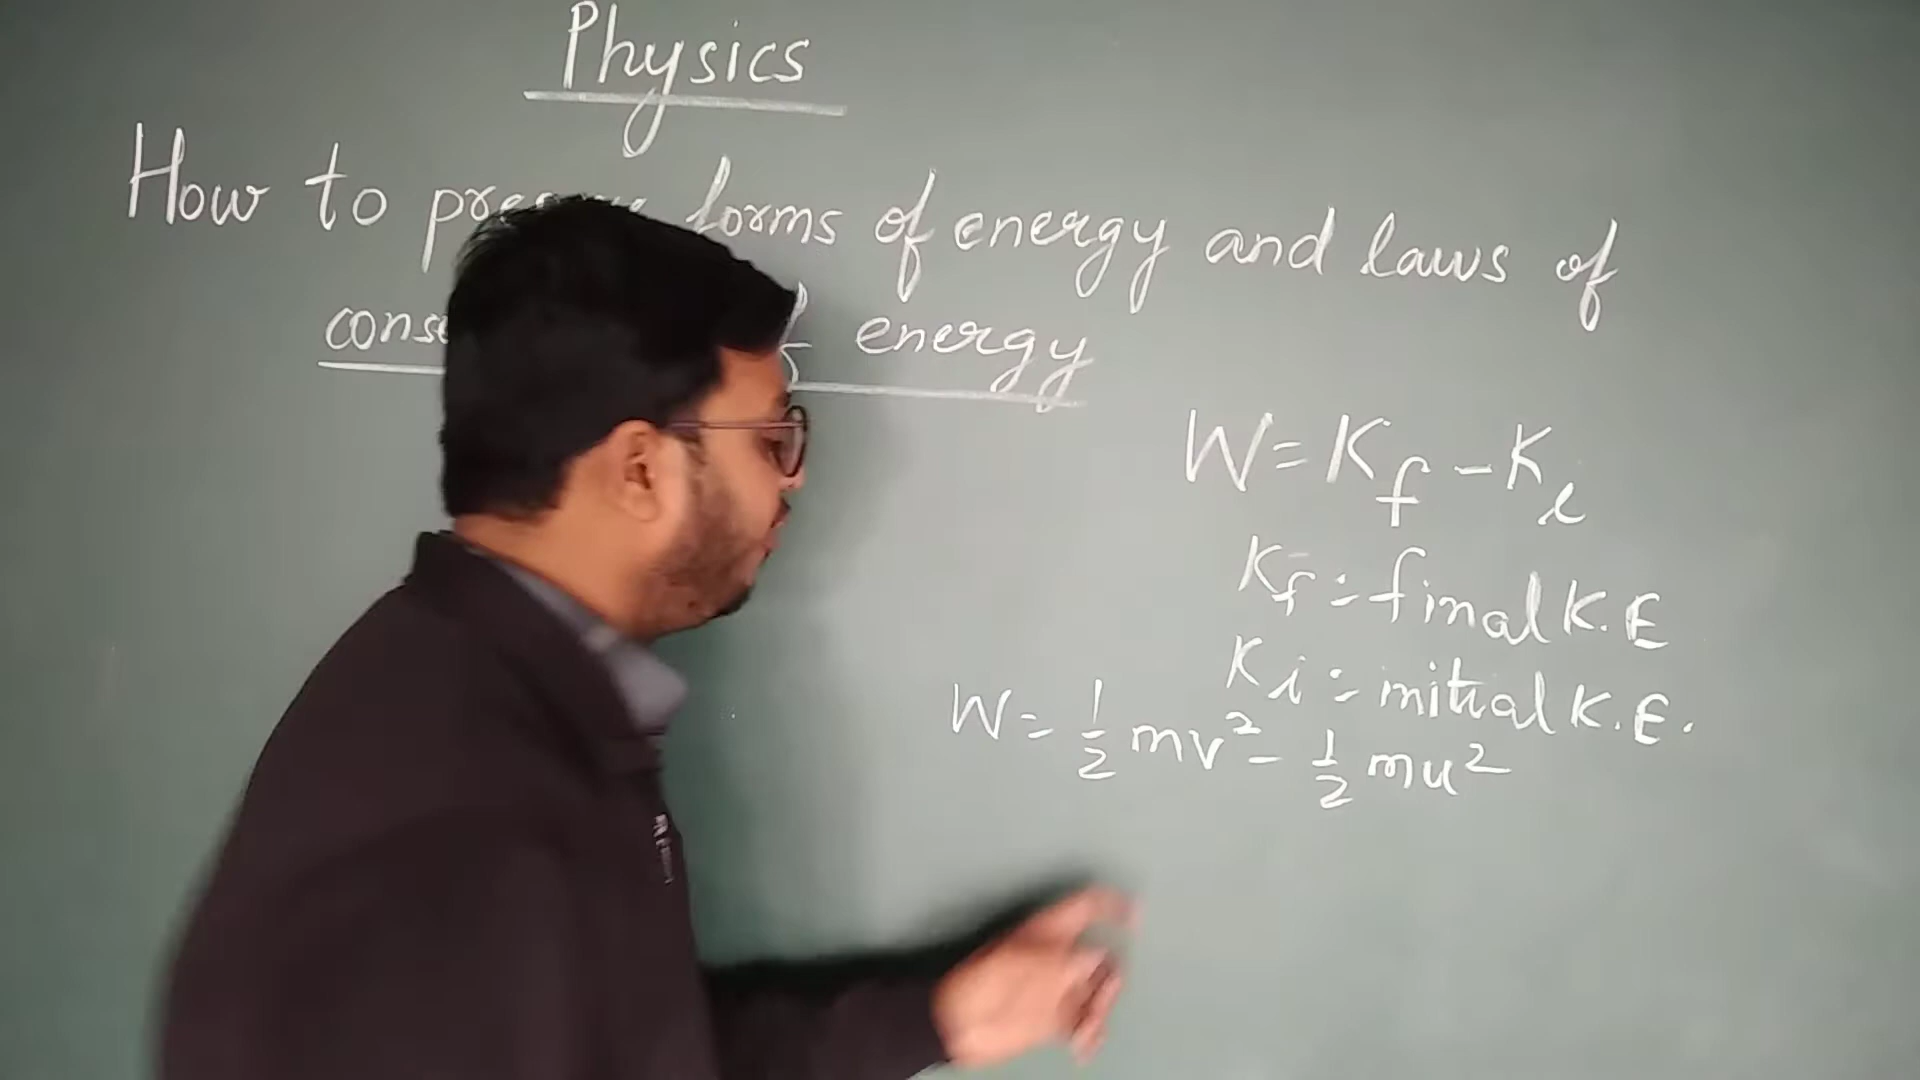 Physics
How to forms of energy and laws of
energy
W = Kf - Ki
Kf = final K.E
Ki = initial K.E.
W = 1/2 mv² - 1/2 mu²